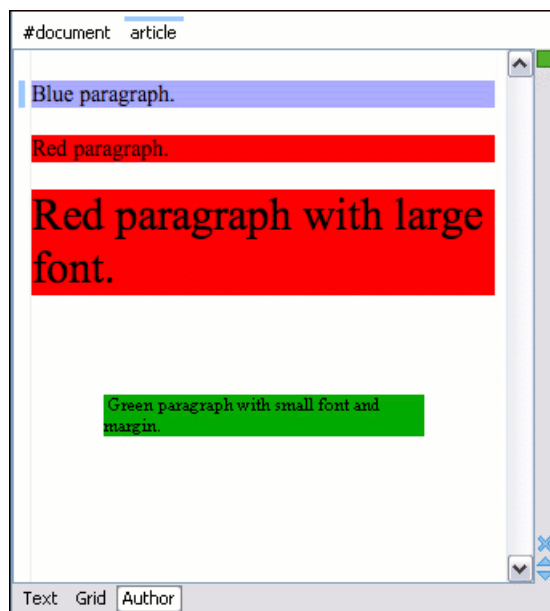 #document article
Blue paragraph.
Red paragraph.
Red paragraph with large
font.
Green paragraph with small font and
margin.
Text Grid Author